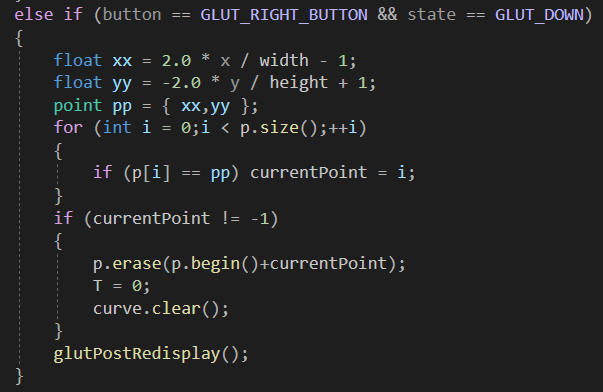 else if (button == GLUT_RIGHT_BUTTON && state == GLUT_DOWN)
{
float xx = 2.0 * x / width - 1;
float yy = -2.0 * y / height + 1;
point pp = { xx,yy };
for (int i = 0;i < p.size();++i)
{
if (p[i] == pp) currentPoint = i;
}
if (currentPoint != -1)
{
p.erase(p.begin()+currentPoint);
T = 0;
curve.clear();
}
glutPostRedisplay();
}